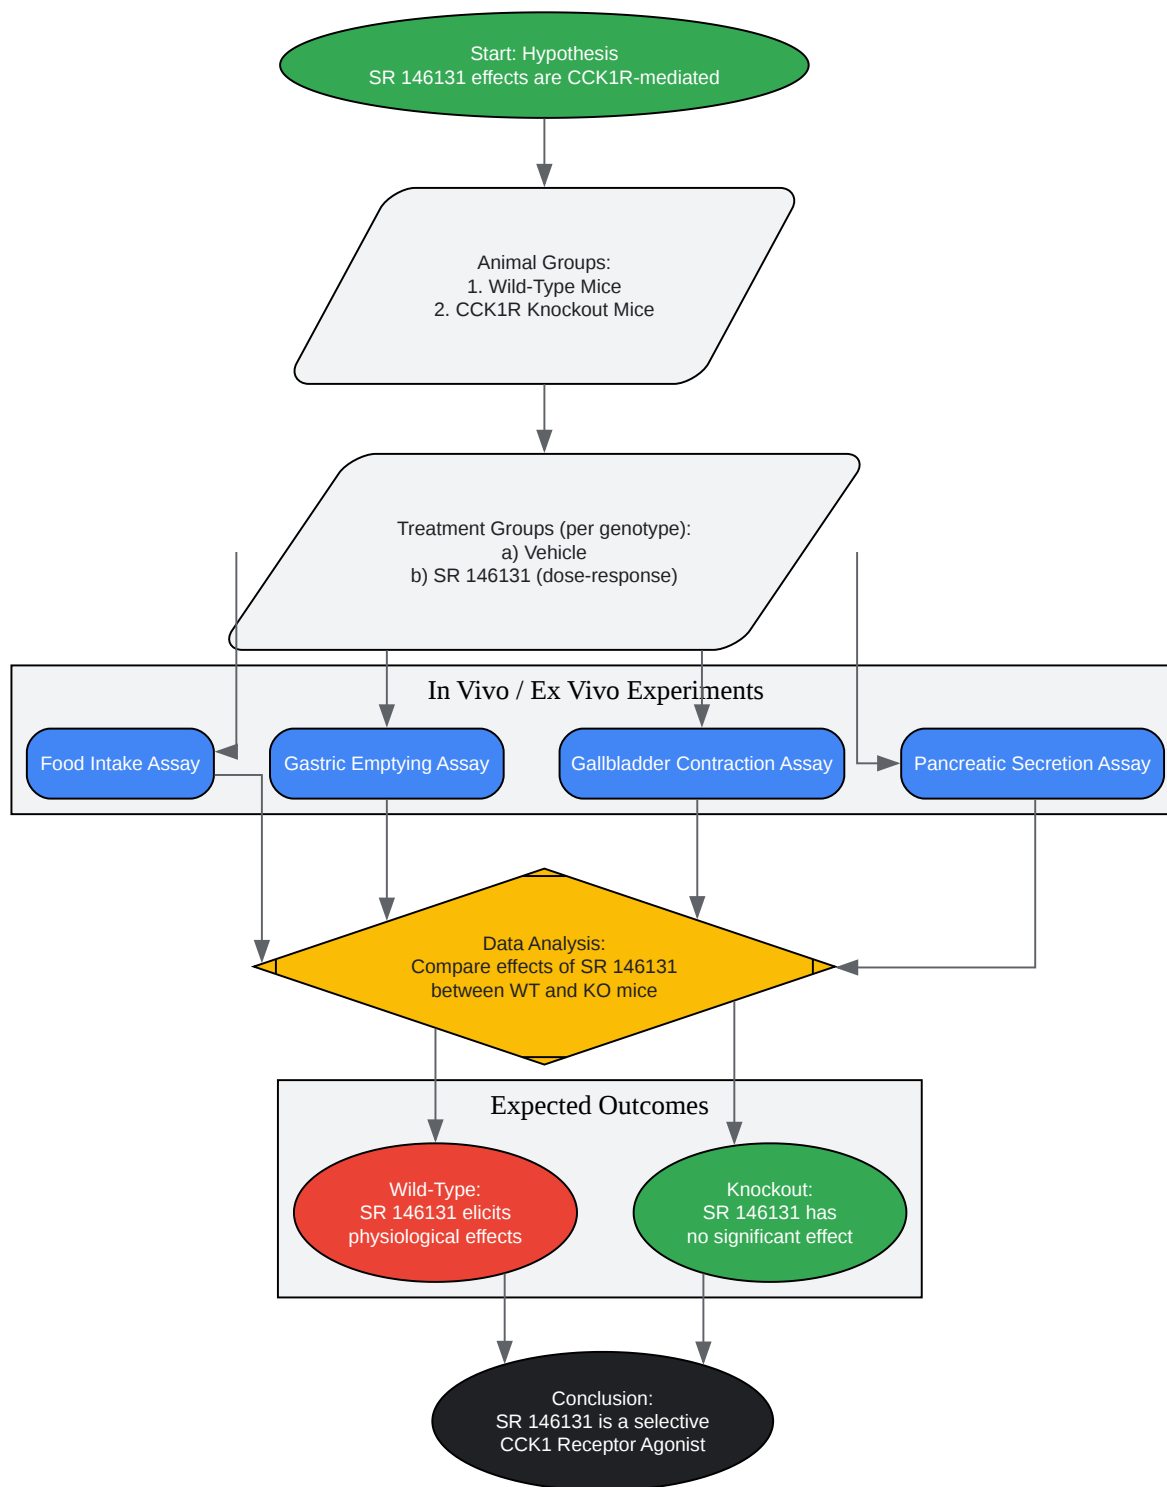 Start: Hypothesis
SR 146131 effects are CCK1R-mediated
Animal Groups:
1. Wild-Type Mice
2. CCK1R Knockout Mice
Treatment Groups (per genotype):
a) Vehicle
b) SR 146131 (dose-response)
In Vivo / Ex Vivo Experiments
Food Intake Assay
Gastric Emptying Assay
Gallbladder Contraction Assay
Pancreatic Secretion Assay
Data Analysis:
Compare effects of SR 146131
between WT and KO mice
Expected Outcomes
Wild-Type:
SR 146131 elicits
physiological effects
Knockout:
SR 146131 has
no significant effect
Conclusion:
SR 146131 is a selective
CCK1 Receptor Agonist